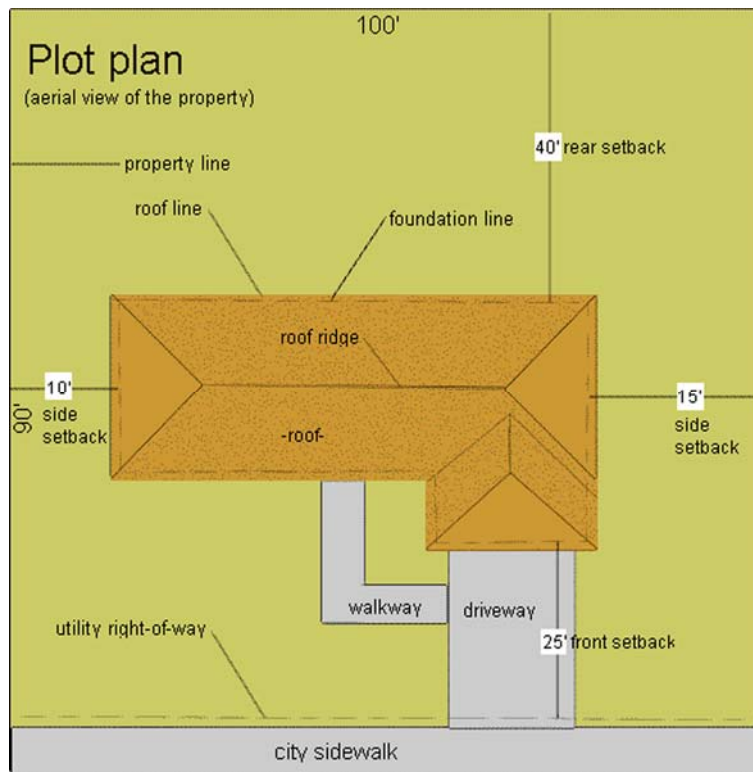 100'
Plot plan
(aerial view of the property)
40' rear setback
property line
roof line
foundation line
roof ridge
10'
side
setback
90'
15'
side
setback
-roof-
walkway
driveway
utility right-of-way
25' front setback
city sidewalk